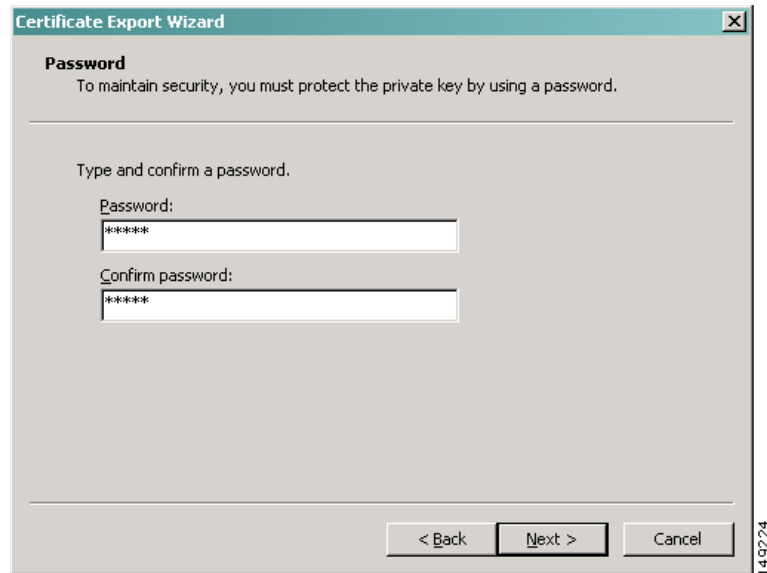 Certificate Export Wizard
Password
To maintain security, you must protect the private key by using a password.
Type and confirm a password.
Password:
*****
Confirm password:
*****
< Back
Next >
Cancel
149224